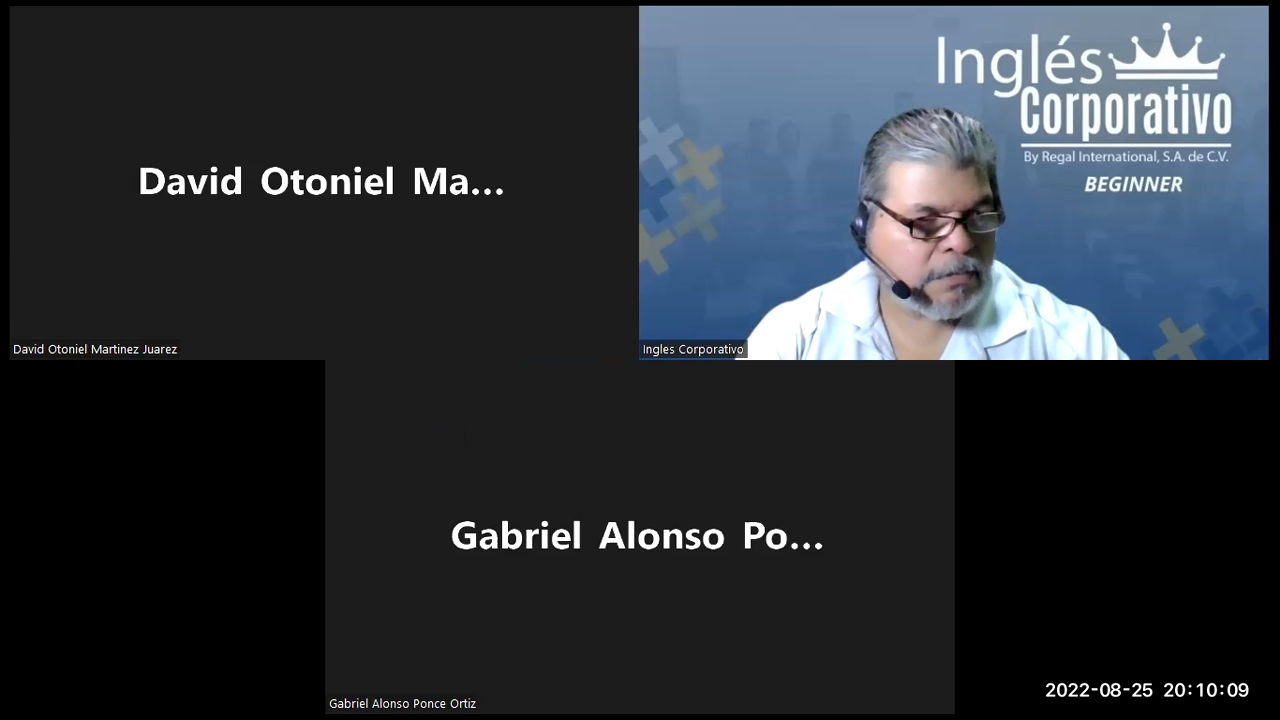 David Otoniel Ma...
David Otoniel Martinez Juarez
Inglés
Corporativo
By Regal International, S.A. de C.V.
BEGINNER
Ingles Corporativo
Gabriel Alonso Po...
Gabriel Alonso Ponce Ortiz
2022-08-25 20:10:09